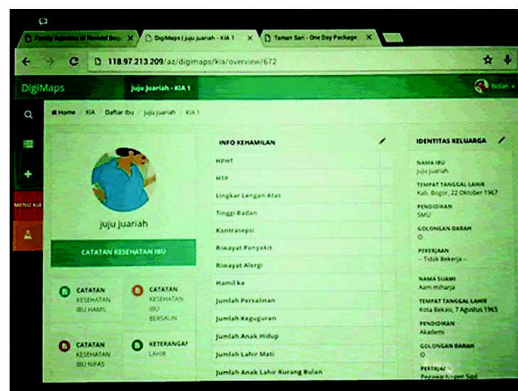 DigiMaps | juju juariah - KIA 1
Taman Sari - One Day Package
118.97.213.209/az/digimaps/kia/overview/672
DigiMaps
juju juariah - KIA 1
Bidan
Home / KIA / Daftar Ibu / juju juariah / KIA 1
MENU KIA
juju juariah
CATATAN KESEHATAN IBU
CATATAN
KESEHATAN
IBU HAMIL
CATATAN
KESEHATAN
IBU
BERSALIN
CATATAN
KESEHATAN
IBU NIFAS
KETERANGAN
LAHIR
INFO KEHAMILAN
HPHT
HTP
Lingkar Lengan Atas
Tinggi Badan
Kontrasepsi
Riwayat Penyakit
Riwayat Alergi
Hamil ke
Jumlah Persalinan
Jumlah Keguguran
Jumlah Anak Hidup
Jumlah Lahir Mati
Jumlah Anak Lahir Kurang Bulan
IDENTITAS KELUARGA
NAMA IBU
juju juariah
TEMPAT TANGGAL LAHIR
Kab. Bogor, 22 Oktober 1967
PENDIDIKAN
SMU
GOLONGAN DARAH
O
PEKERJAAN
– Tidak Bekerja –
NAMA SUAMI
Aam miharja
TEMPAT TANGGAL LAHIR
Kota Bekasi, 7 Agustus 1965
PENDIDIKAN
Akademi
GOLONGAN DARAH
O
PEKERJAAN
Pegawai Negeri Sipil